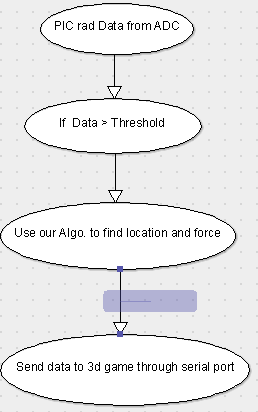 PIC rad Data from ADC
If Data > Threshold
Use our Algo. to find location and force
Send data to 3d game through serial port